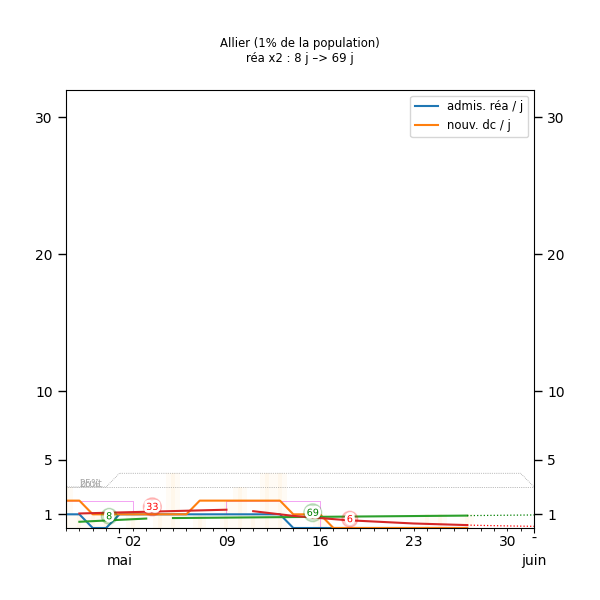 Allier (1% de la population)
réa x2 : 8 j –> 69 j
admis. réa / j
nouv. dc / j
30 30
20 20
10 10
5 5
1 1
8 33 69 6
02 09 16 23 30
mai juin